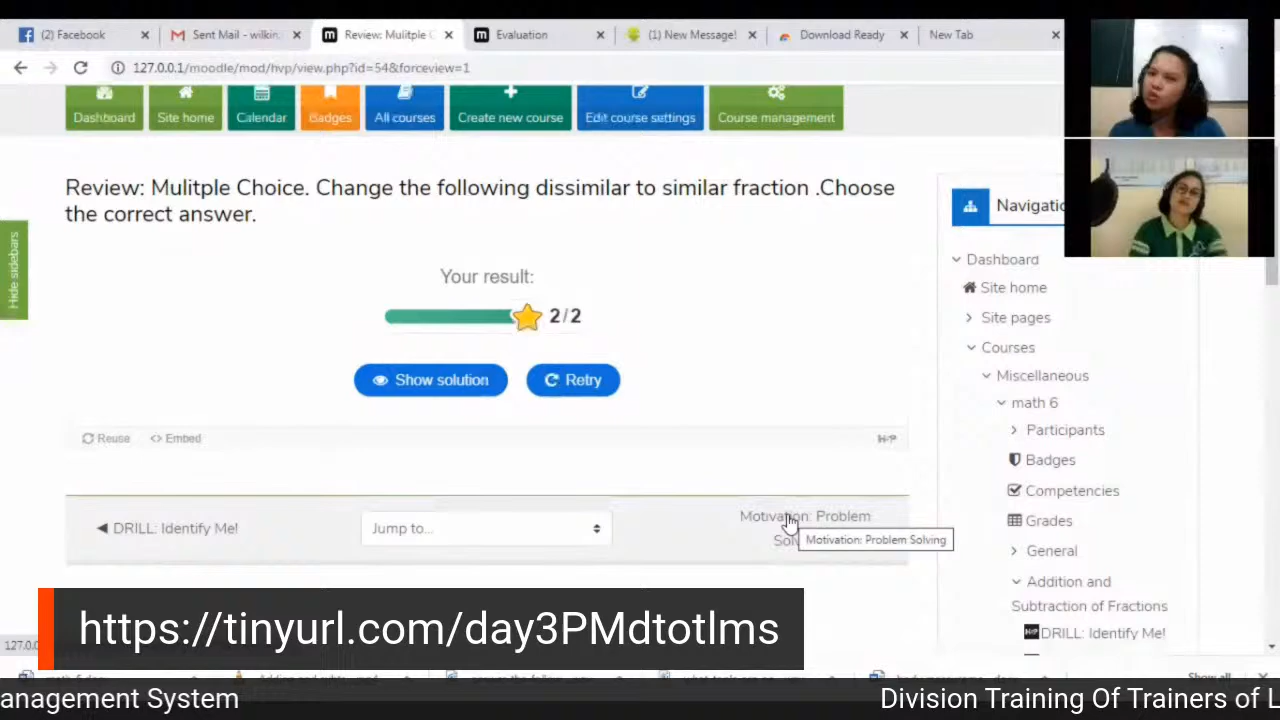 (2) Facebook
Sent Mail - wilkin
Review: Mulitple C
Evaluation
(1) New Message!
Download Ready
New Tab
127.0.0.1/moodle/mod/hvp/view.php?id=54&forceview=1
Dashboard
Site home
Calendar
Badges
All courses
Create new course
Edit course settings
Course management
Hide sidebars
Review: Mulitple Choice. Change the following dissimilar to similar fraction .Choose
the correct answer.
Your result:
2/2
Show solution
Retry
Reuse
<> Embed
H-P
◄ DRILL: Identify Me!
Jump to...
Motivation: Problem
Motivation: Problem Solving
Navigatio
Dashboard
Site home
Site pages
Courses
Miscellaneous
math 6
Participants
Badges
Competencies
Grades
General
Addition and
Subtraction of Fractions
DRILL: Identify Me!
https://tinyurl.com/day3PMdtotlms
127.0.
Show all
anagement System
Division Training Of Trainers of L